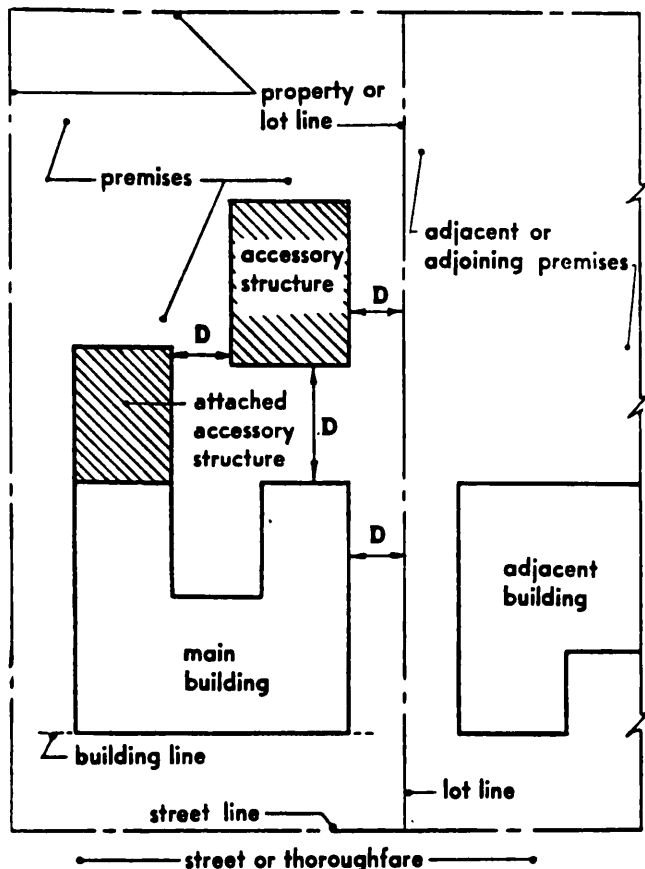 property or
lot line
premises
adjacent or
adjoining premises
accessory
structure
D
D
attached
accessory
structure
D
D
adjacent
building
main
building
building line
lot line
street line
street or thoroughfare